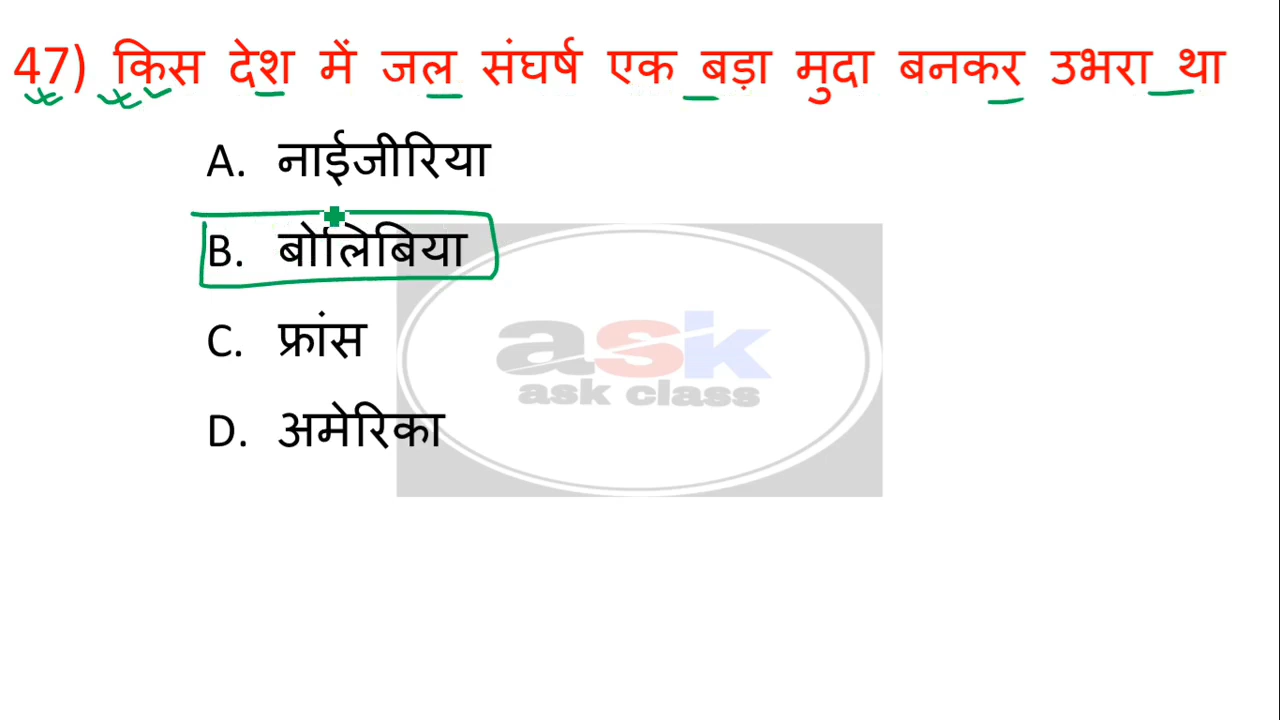 47) किस देश में जल संघर्ष एक बड़ा मुदा बनकर उभरा था
A. नाईजीरिया
B. बोलिबिया
C. फ्रांस
D. अमेरिका
ask
ask class